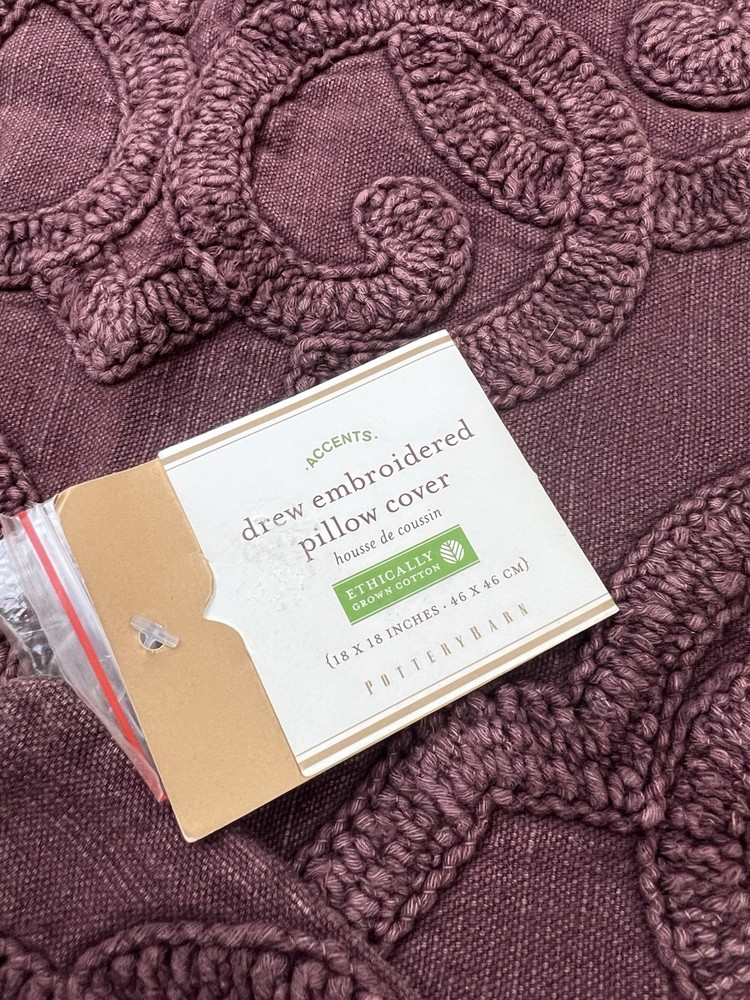 ·ACCENTS·
drew embroidered
pillow cover
housse de coussin
ETHICALLY
GROWN COTTON
{18 X 18 INCHES · 46 X 46 CM}
POTTERYBARN